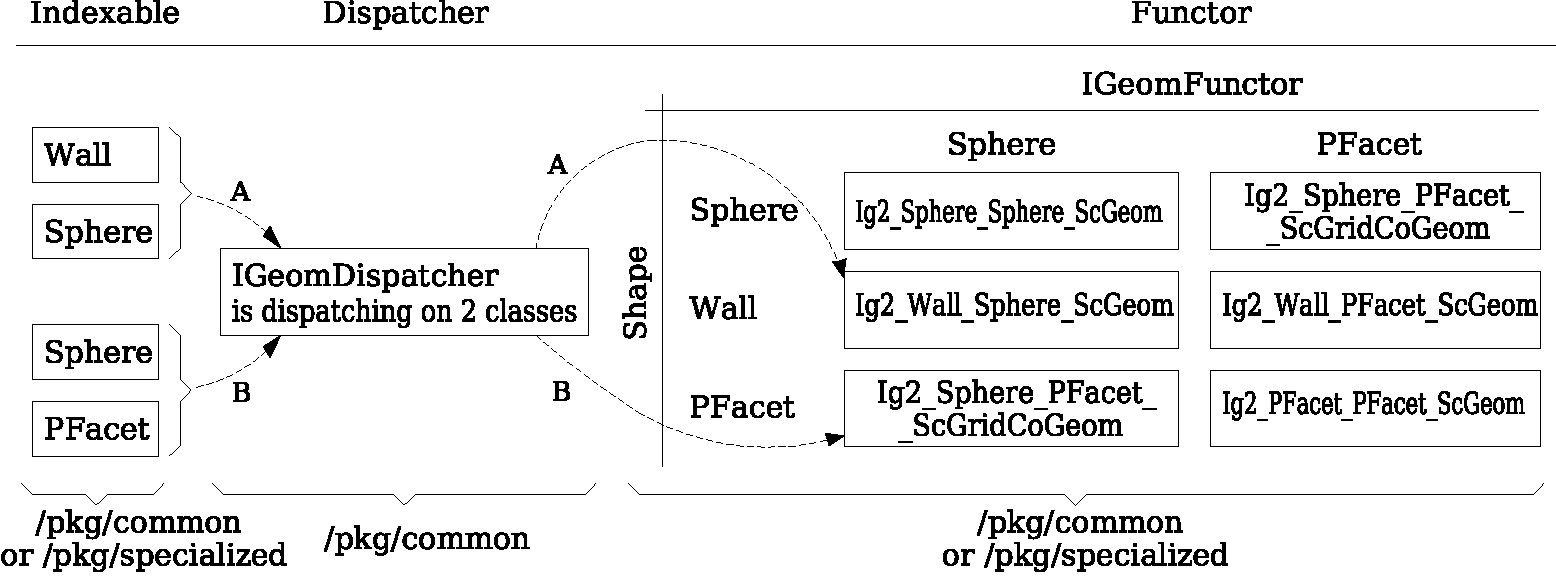 Indexable
Dispatcher
Functor
IGeomFunctor
Sphere
PFacet
Wall
Sphere
A
Sphere
PFacet
B
IGeomDispatcher
is dispatching on 2 classes
A
B
Shape
Sphere
Ig2_Sphere_Sphere_ScGeom
Ig2_Sphere_PFacet_
_ScGridCoGeom
Wall
Ig2_Wall_Sphere_ScGeom
Ig2_Wall_PFacet_ScGeom
PFacet
Ig2_Sphere_PFacet_
_ScGridCoGeom
Ig2_PFacet_PFacet_ScGeom
/pkg/common
or /pkg/specialized
/pkg/common
/pkg/common
or /pkg/specialized